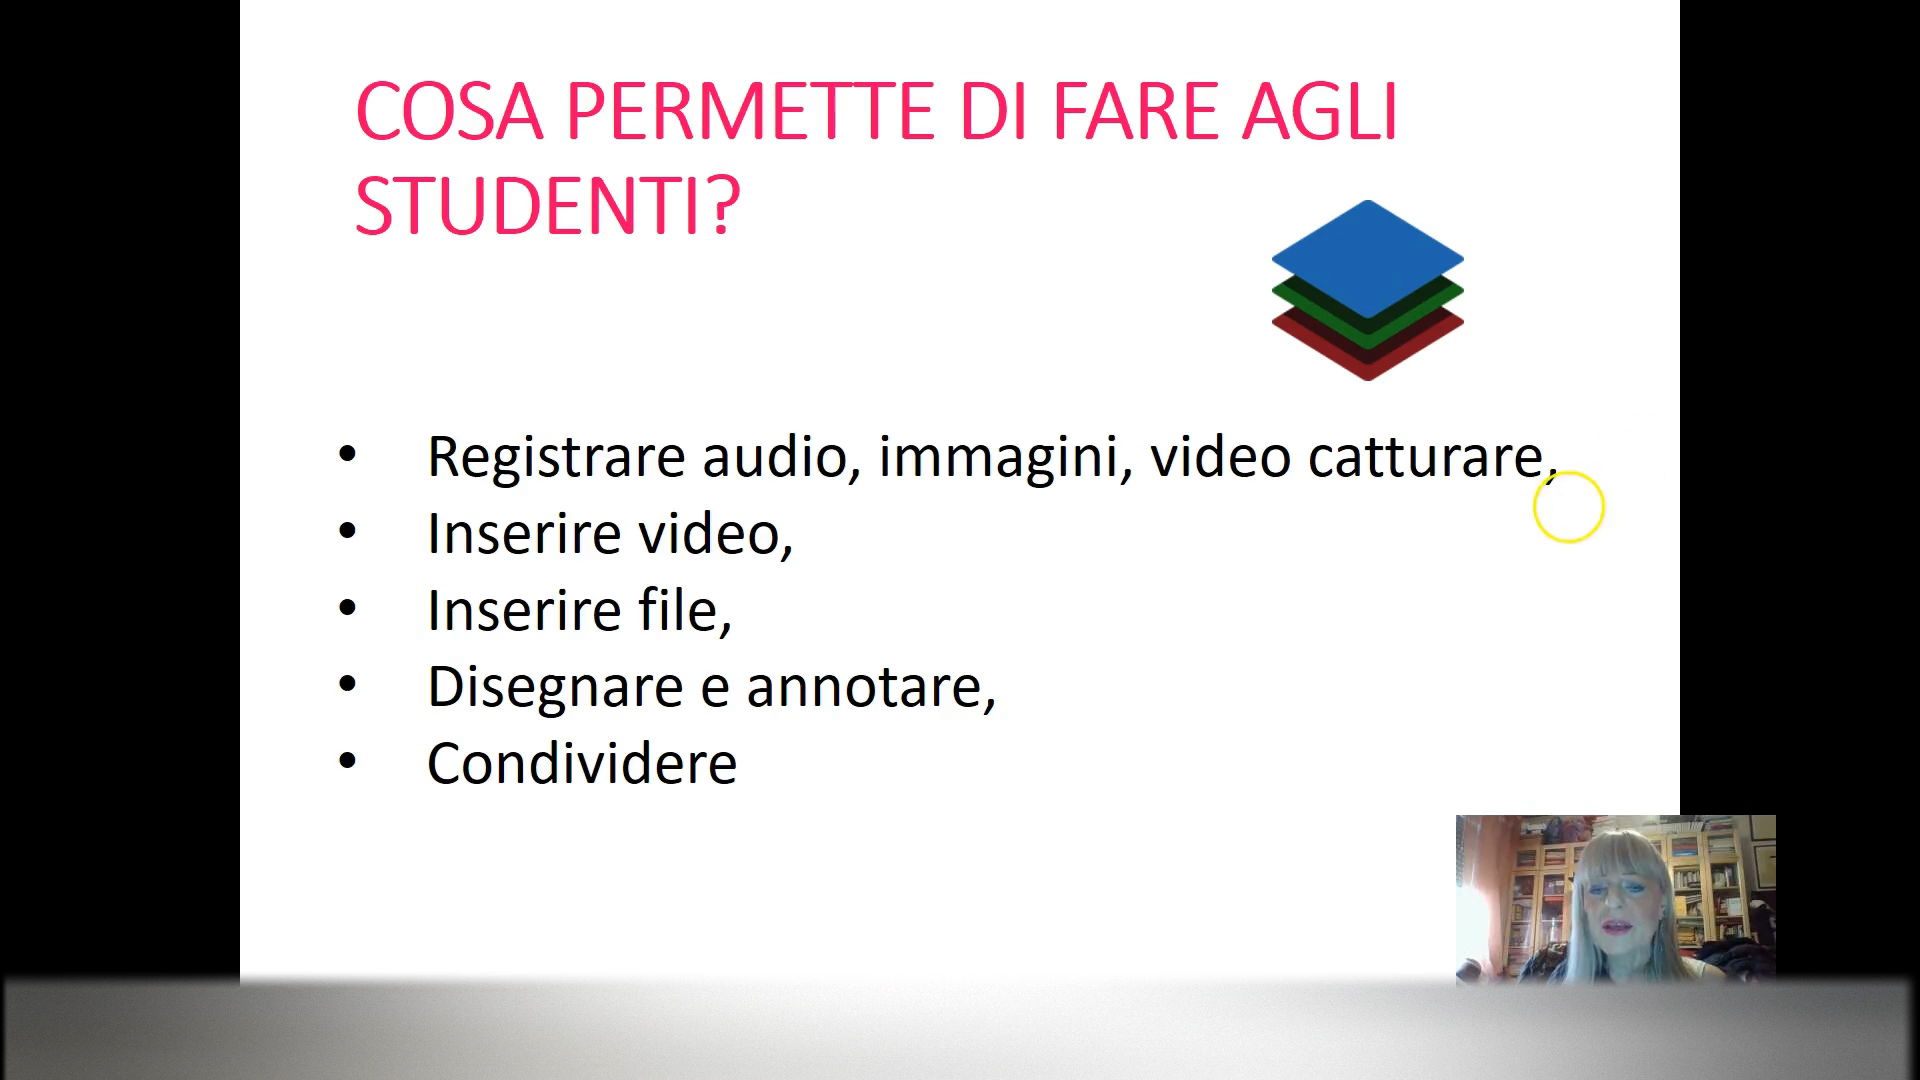 COSA PERMETTE DI FARE AGLI
STUDENTI?
• Registrare audio, immagini, video catturare,
• Inserire video,
• Inserire file,
• Disegnare e annotare,
• Condividere